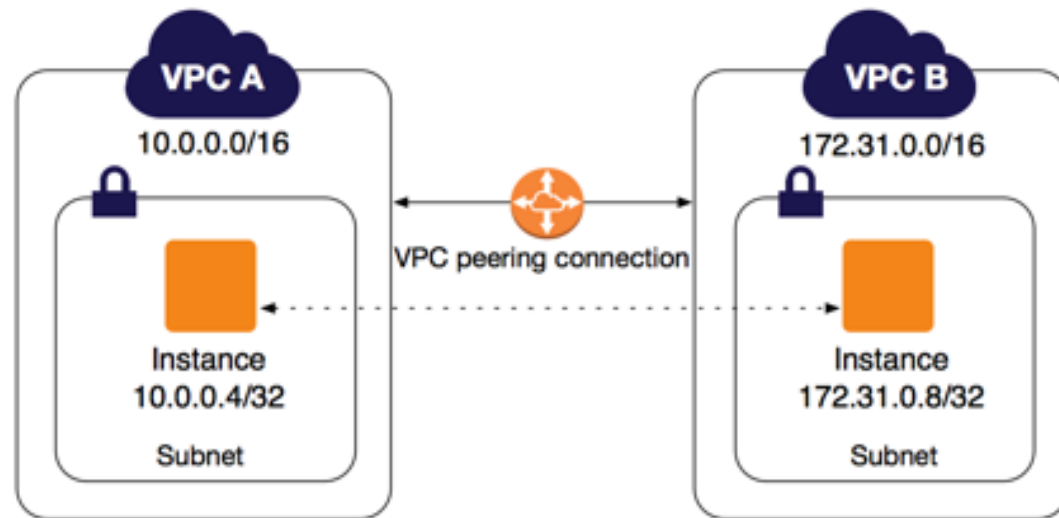 VPC A
10.0.0.0/16
Instance
10.0.0.4/32
Subnet
VPC peering connection
VPC B
172.31.0.0/16
Instance
172.31.0.8/32
Subnet